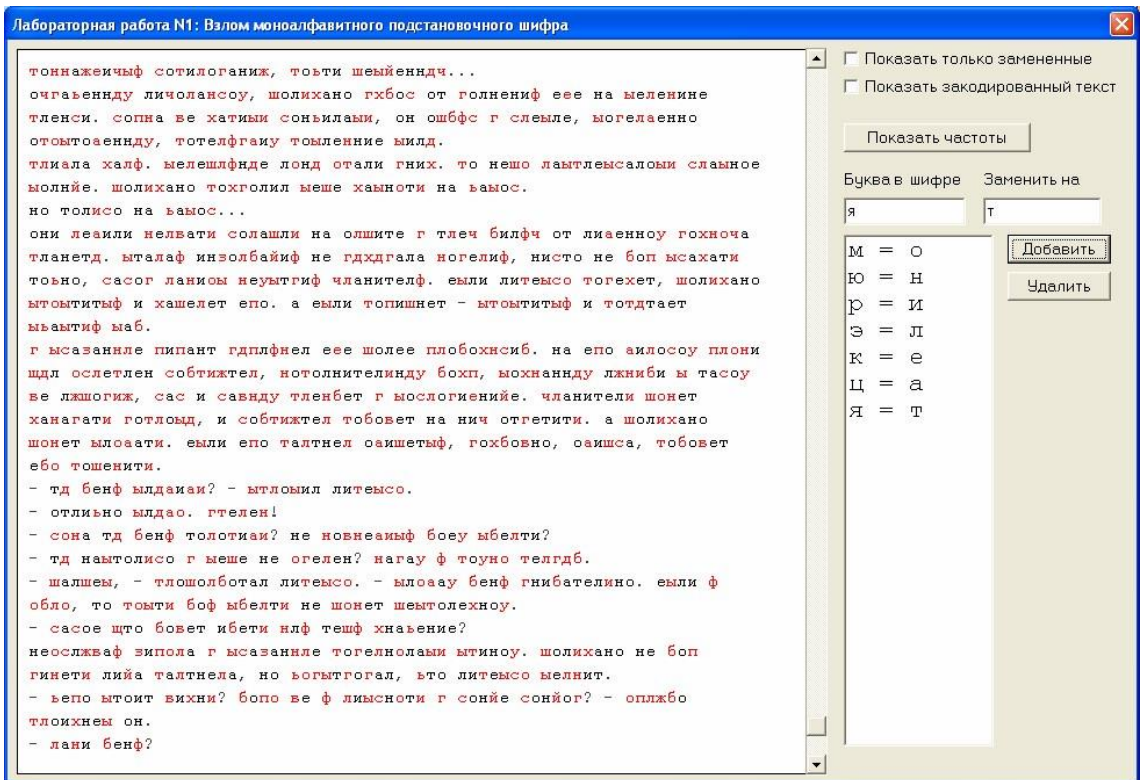 Лабораторная работа N1: Взлом моноалфавитного подстановочного шифра
тоннажеичыф сотилоганиж, тоьти шеыйенндч...
очгаьеннду личолансоу, шолихано гхбос от голнениф еее на ыеленине
тленси. сопна ве хатиыи соньилаыи, он ошбфс г слеыле, ыогелаенно
отоытоаеннду, тотелфгаиу тоыленние ыилд.
тлиала халф. ыелешлфнде лонд отали гних. то нешо лаытлеысалоыи слаыное
ыолнйе. шолихано тохголил ыеше хаыноти на ьаыос.
но толисо на ьаыос...
они леаили нелвати солашли на олшите г тлеч билфч от лиаенноу гохноча
тланетд. ыталаф инзолбайиф не гдхдгала ногелиф, нисто не боп ысахати
тоьно, сасог ланиоы неуытгиф чланителф. еыли литеысо тогехет, шолихано
ытоытитыф и хашелет епо. а еыли топишнет – ытоытитыф и тотдтает
ыьаытиф ыаб.
г ысазаннле пипант гдплфнел еее шолее плобохнсиб. на епо аилосоу плони
щдл ослетлен собтижтел, нотолнителинду бохп, ыохнаннду лжниби ы тасоу
ве лжшогиж, сас и савнду тленбет г ыослогиенийе. чланители шонет
ханагати готлоыд, и собтижтел тобовет на нич отгетити. а шолихано
шонет ылоаати. еыли епо талтнел оаишетыф, гохбовно, оаишса, тобовет
ебо тошенити.
– тд бенф ылдаиаи? – ытлоыил литеысо.
– отлиьно ылдао. гтелен!
– сона тд бенф толотиаи? не новнеаиыф боеу ыбелти?
– тд наытолисо г ыеше не огелен? нагау ф тоуно телгдб.
– шалшеы, – тлошолботал литеысо. – ылоаау бенф гнибателино. еыли ф
обло, то тоыти боф ыбелти не шонет шеытолехноу.
– сасое щто бовет ибети нлф тешф хнаьение?
неослжваф зипола г ысазаннле тогелнолаыи ытиноу. шолихано не боп
гинети лийа талтнела, но ьогытгогал, ьто литеысо ыелнит.
– ьепо ытоит вихни? бопо ве ф лиысноти г сонйе сонйог? – оплжбо
тлоихнеы он.
– лани бенф?
Показать только замененные
Показать закодированный текст
Показать частоты
Буква в шифре Заменить на
я т
м = о
ю = н
р = и
э = л
к = е
ц = а
я = т
Добавить
Удалить